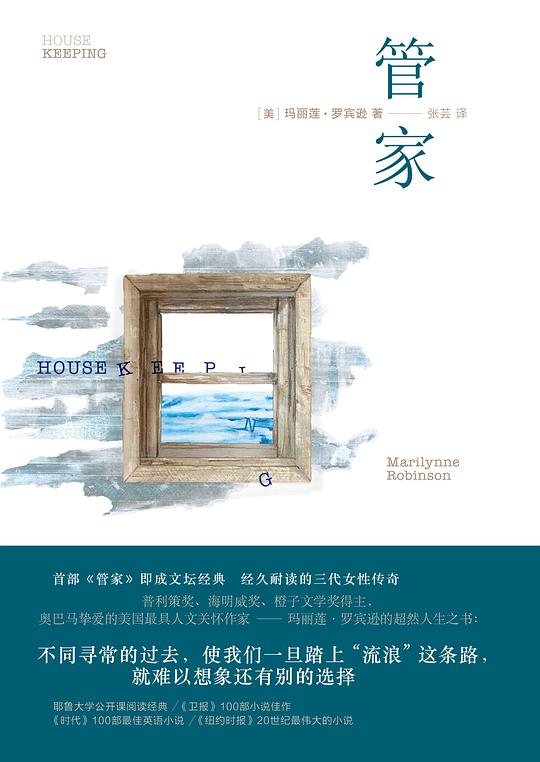 HOUSE
KEEPING
管
[美] 玛丽莲·罗宾逊 著 —— 张芸 译
家
HOUSEKEEPING
Marilynne
Robinson
首部《管家》即成文坛经典 经久耐读的三代女性传奇
普利策奖、海明威奖、橙子文学奖得主,
奥巴马挚爱的美国最具人文关怀作家 —— 玛丽莲·罗宾逊的超然人生之书:
不同寻常的过去,使我们一旦踏上“流浪”这条路,
就难以想象还有别的选择
耶鲁大学公开课阅读经典 /《卫报》100部小说佳作
《时代》100部最佳英语小说 /《纽约时报》20世纪最伟大的小说